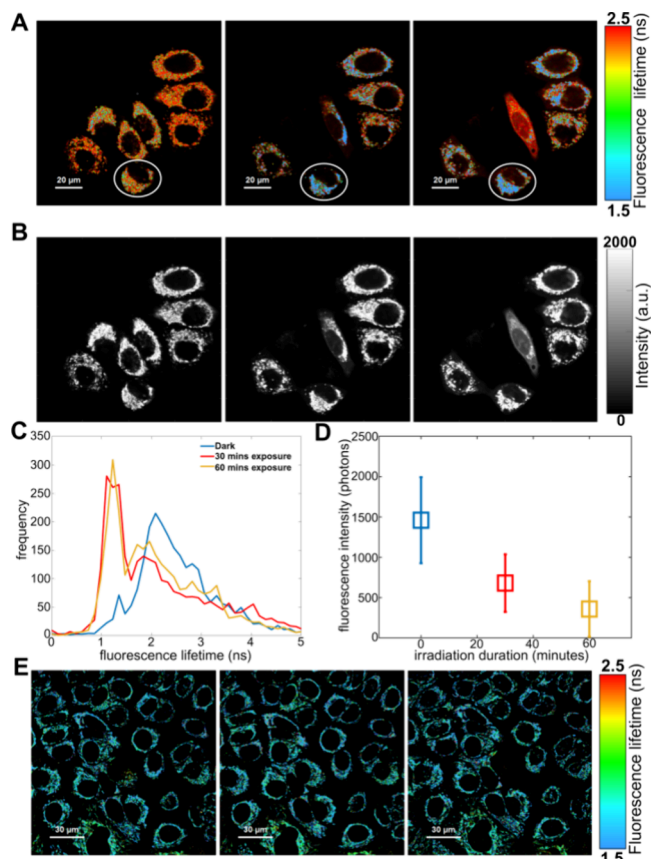 A
20 µm
20 µm
20 µm
2.5
Fluorescence lifetime (ns)
1.5
B
2000
Intensity (a.u.)
0
C
350
300
250
200
150
100
50
0
frequency
Dark
30 mins exposure
60 mins exposure
0 1 2 3 4 5
fluorescence lifetime (ns)
D
2500
2000
1500
1000
500
0
fluorescence intensity (photons)
0 20 40 60
irradiation duration (minutes)
E
30 µm
30 µm
30 µm
2.5
Fluorescence lifetime (ns)
1.5